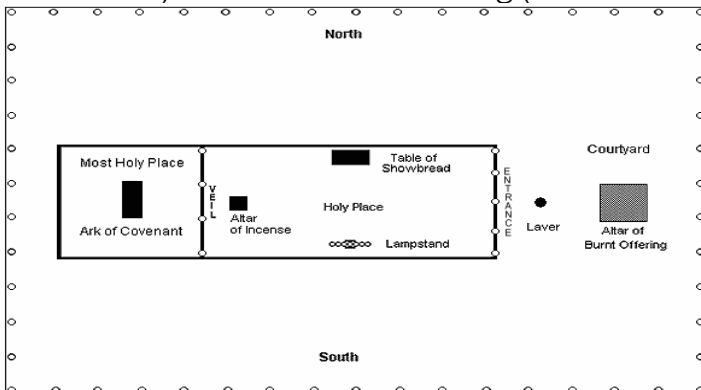 North
Most Holy Place
Ark of Covenant
VEIL
Altar
of Incense
Table of
Showbread
Holy Place
Lampstand
ENTRANCE
Laver
Courtyard
Altar of
Burnt Offering
South